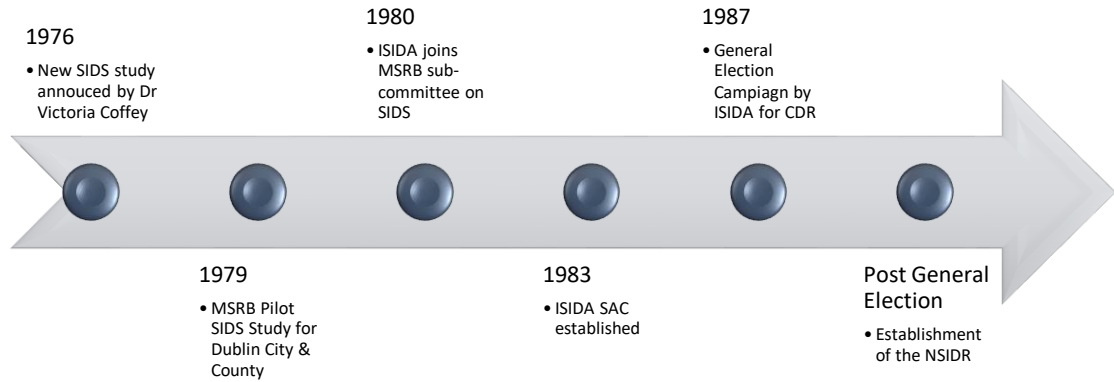 1976
• New SIDS study
annouced by Dr
Victoria Coffey
1979
• MSRB Pilot
SIDS Study for
Dublin City &
County
1980
• ISIDA joins
MSRB sub-
committee on
SIDS
1983
• ISIDA SAC
established
1987
• General
Election
Campiagn by
ISIDA for CDR
Post General
Election
• Establishment
of the NSIDR